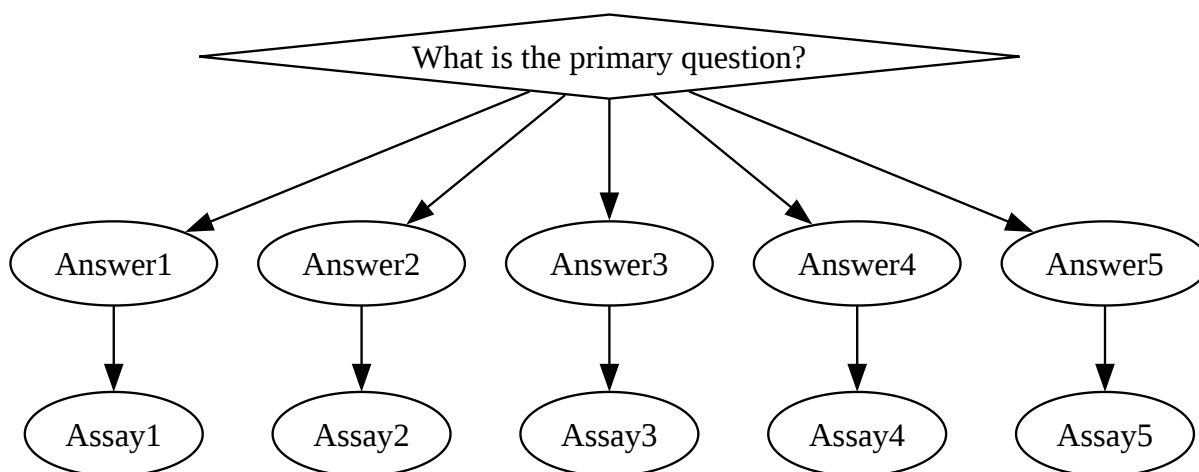 What is the primary question?
Answer1
Answer2
Answer3
Answer4
Answer5
Assay1
Assay2
Assay3
Assay4
Assay5